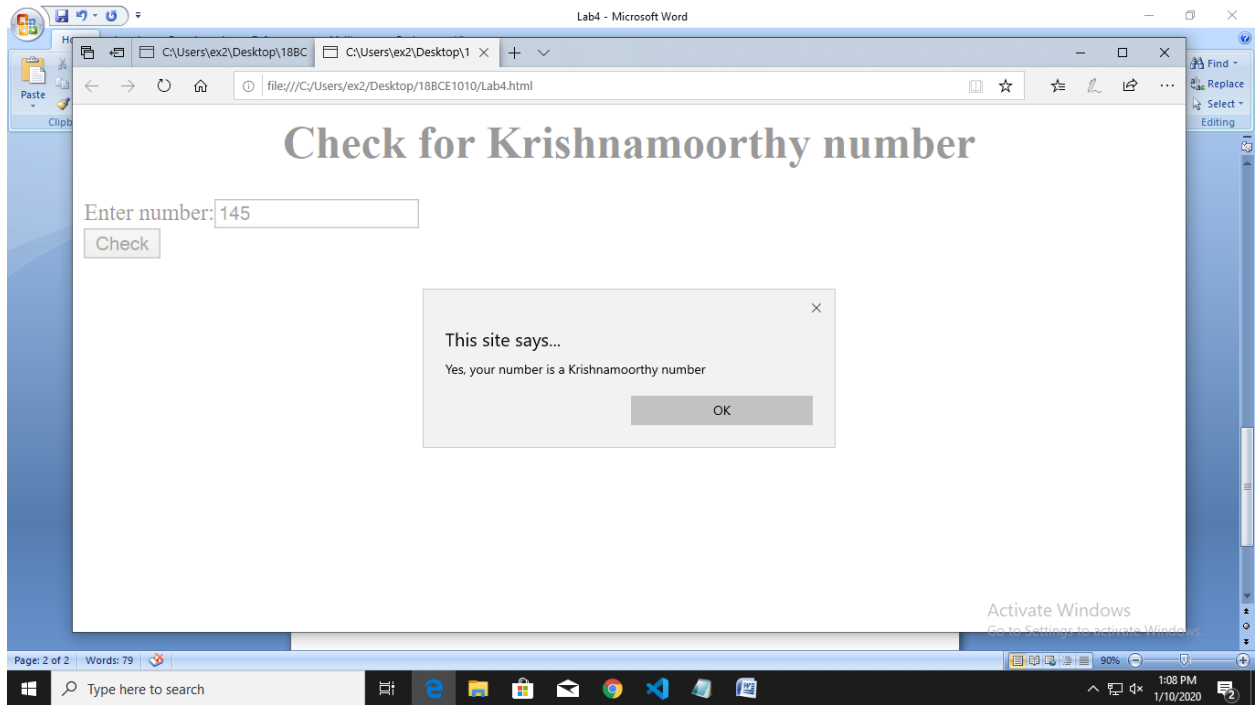 Lab4 - Microsoft Word
C:\Users\ex2\Desktop\18BC
C:\Users\ex2\Desktop\1
file:///C:/Users/ex2/Desktop/18BCE1010/Lab4.html
Paste
Find
Replace
Select
Editing
Check for Krishnamoorthy number
Enter number: 145
Check
This site says...
Yes, your number is a Krishnamoorthy number
OK
Activate Windows
Go to Settings to activate Windows.
Page: 2 of 2 Words: 79
90%
Type here to search
1:08 PM
1/10/2020
2